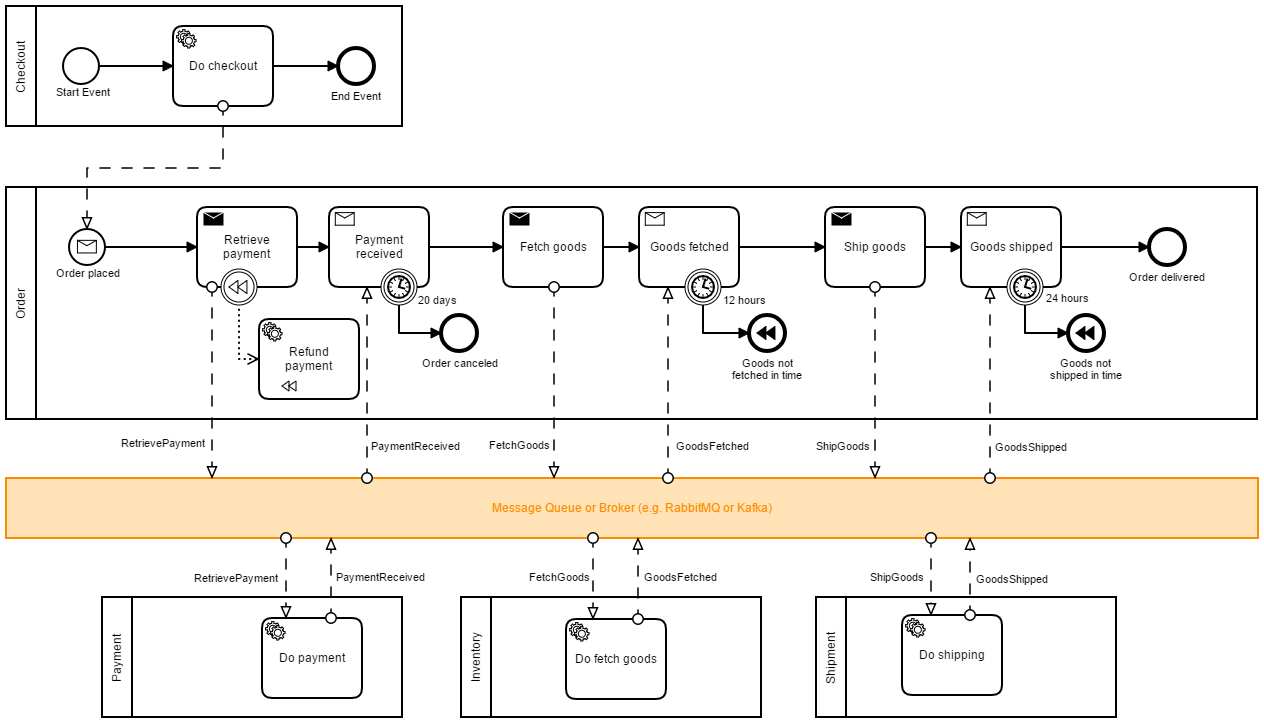 Checkout
Start Event
Do checkout
End Event
Order
Order placed
Retrieve
payment
Payment
received
Fetch goods
Goods fetched
Ship goods
Goods shipped
Order delivered
20 days
12 hours
24 hours
Refund
payment
Order canceled
Goods not
fetched in time
Goods not
shipped in time
RetrievePayment
PaymentReceived
FetchGoods
GoodsFetched
ShipGoods
GoodsShipped
Message Queue or Broker (e.g. RabbitMQ or Kafka)
RetrievePayment
PaymentReceived
FetchGoods
GoodsFetched
ShipGoods
GoodsShipped
Payment
Do payment
Inventory
Do fetch goods
Shipment
Do shipping